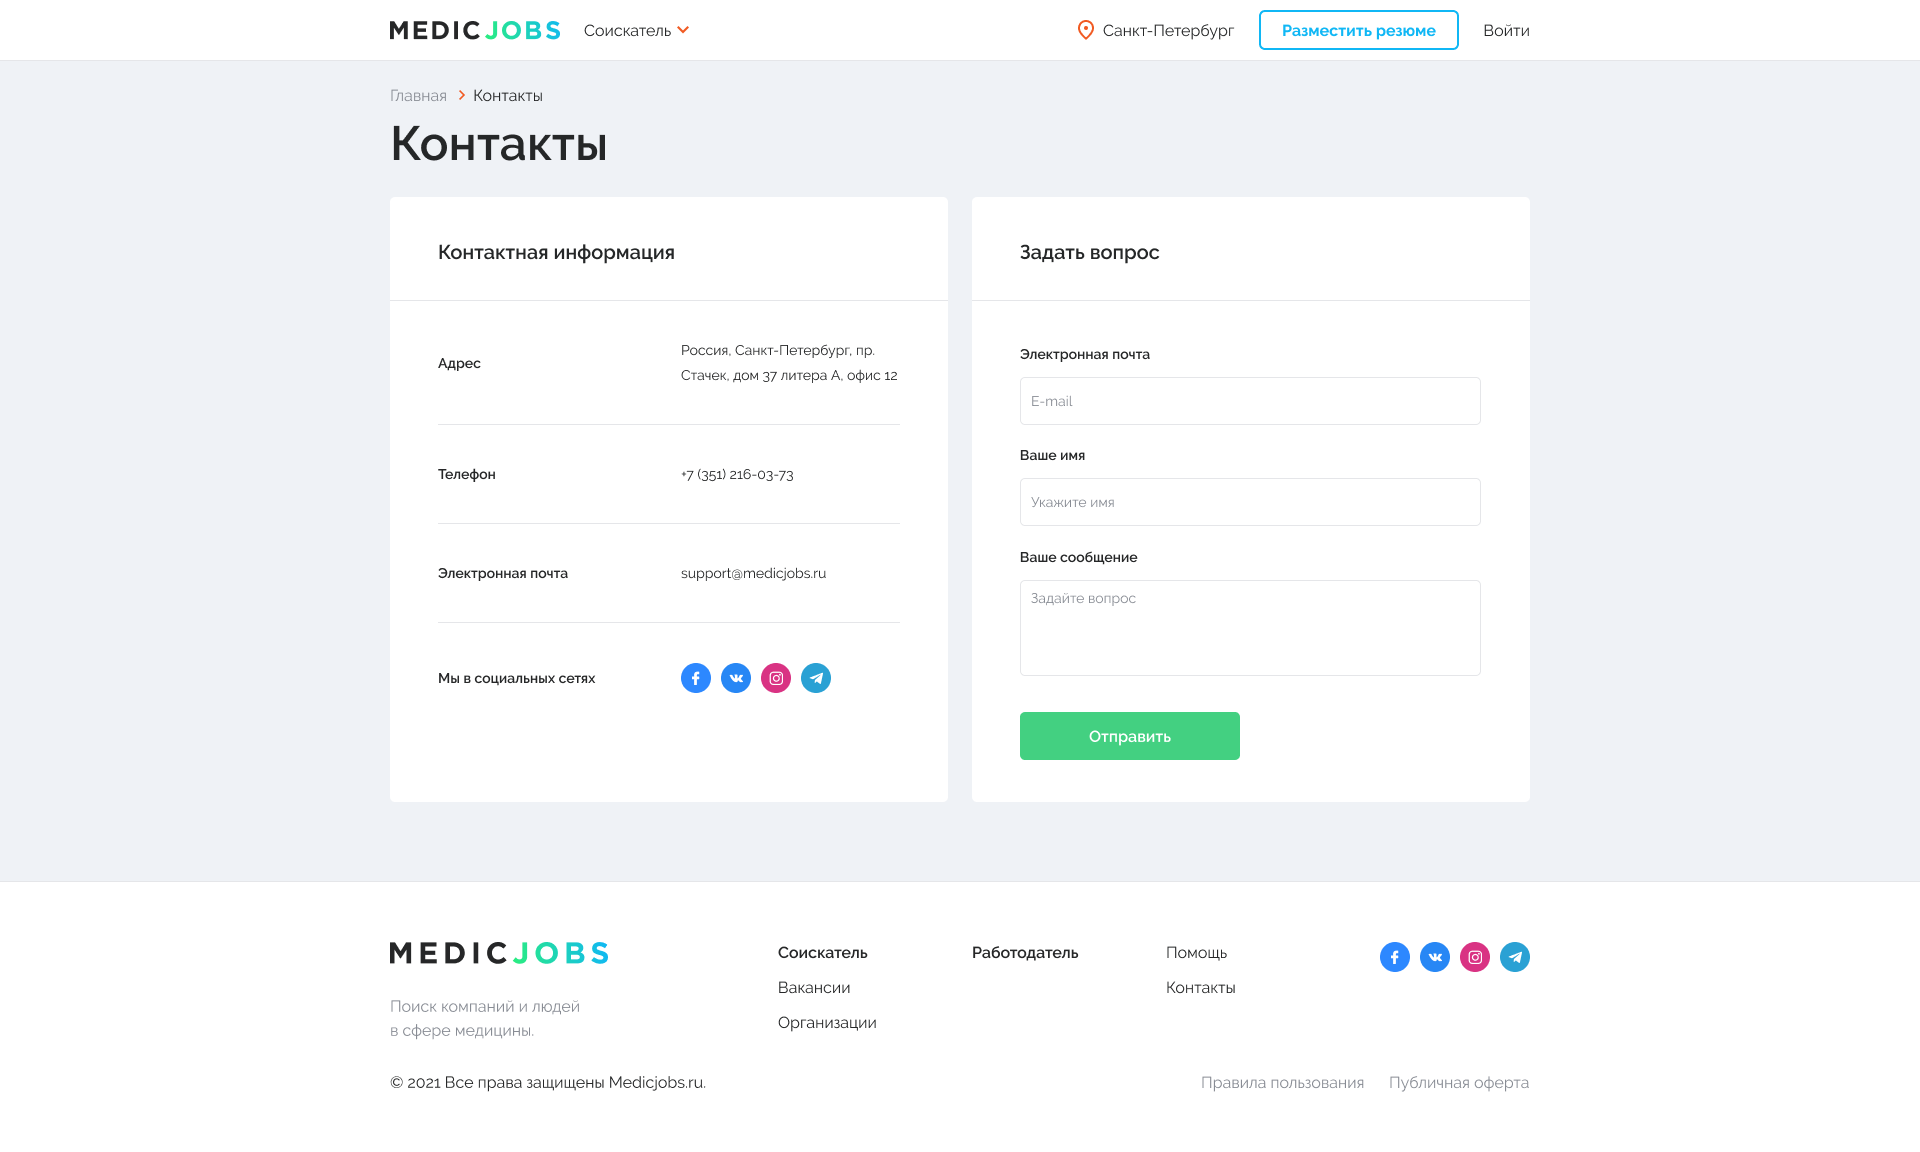 MEDICJOBS
Соискатель
Санкт-Петербург
Разместить резюме
Войти
Главная
Контакты
Контакты
Контактная информация
Адрес
Россия, Санкт-Петербург, пр.
Стачек, дом 37 литера А, офис 12
Телефон
+7 (351) 216-03-73
Электронная почта
support@medicjobs.ru
Мы в социальных сетях
Задать вопрос
Электронная почта
E-mail
Ваше имя
Укажите имя
Ваше сообщение
Задайте вопрос
Отправить
MEDICJOBS
Поиск компаний и людей
в сфере медицины.
Соискатель
Вакансии
Организации
Работодатель
Помощь
Контакты
© 2021 Все права защищены Medicjobs.ru.
Правила пользования
Публичная оферта